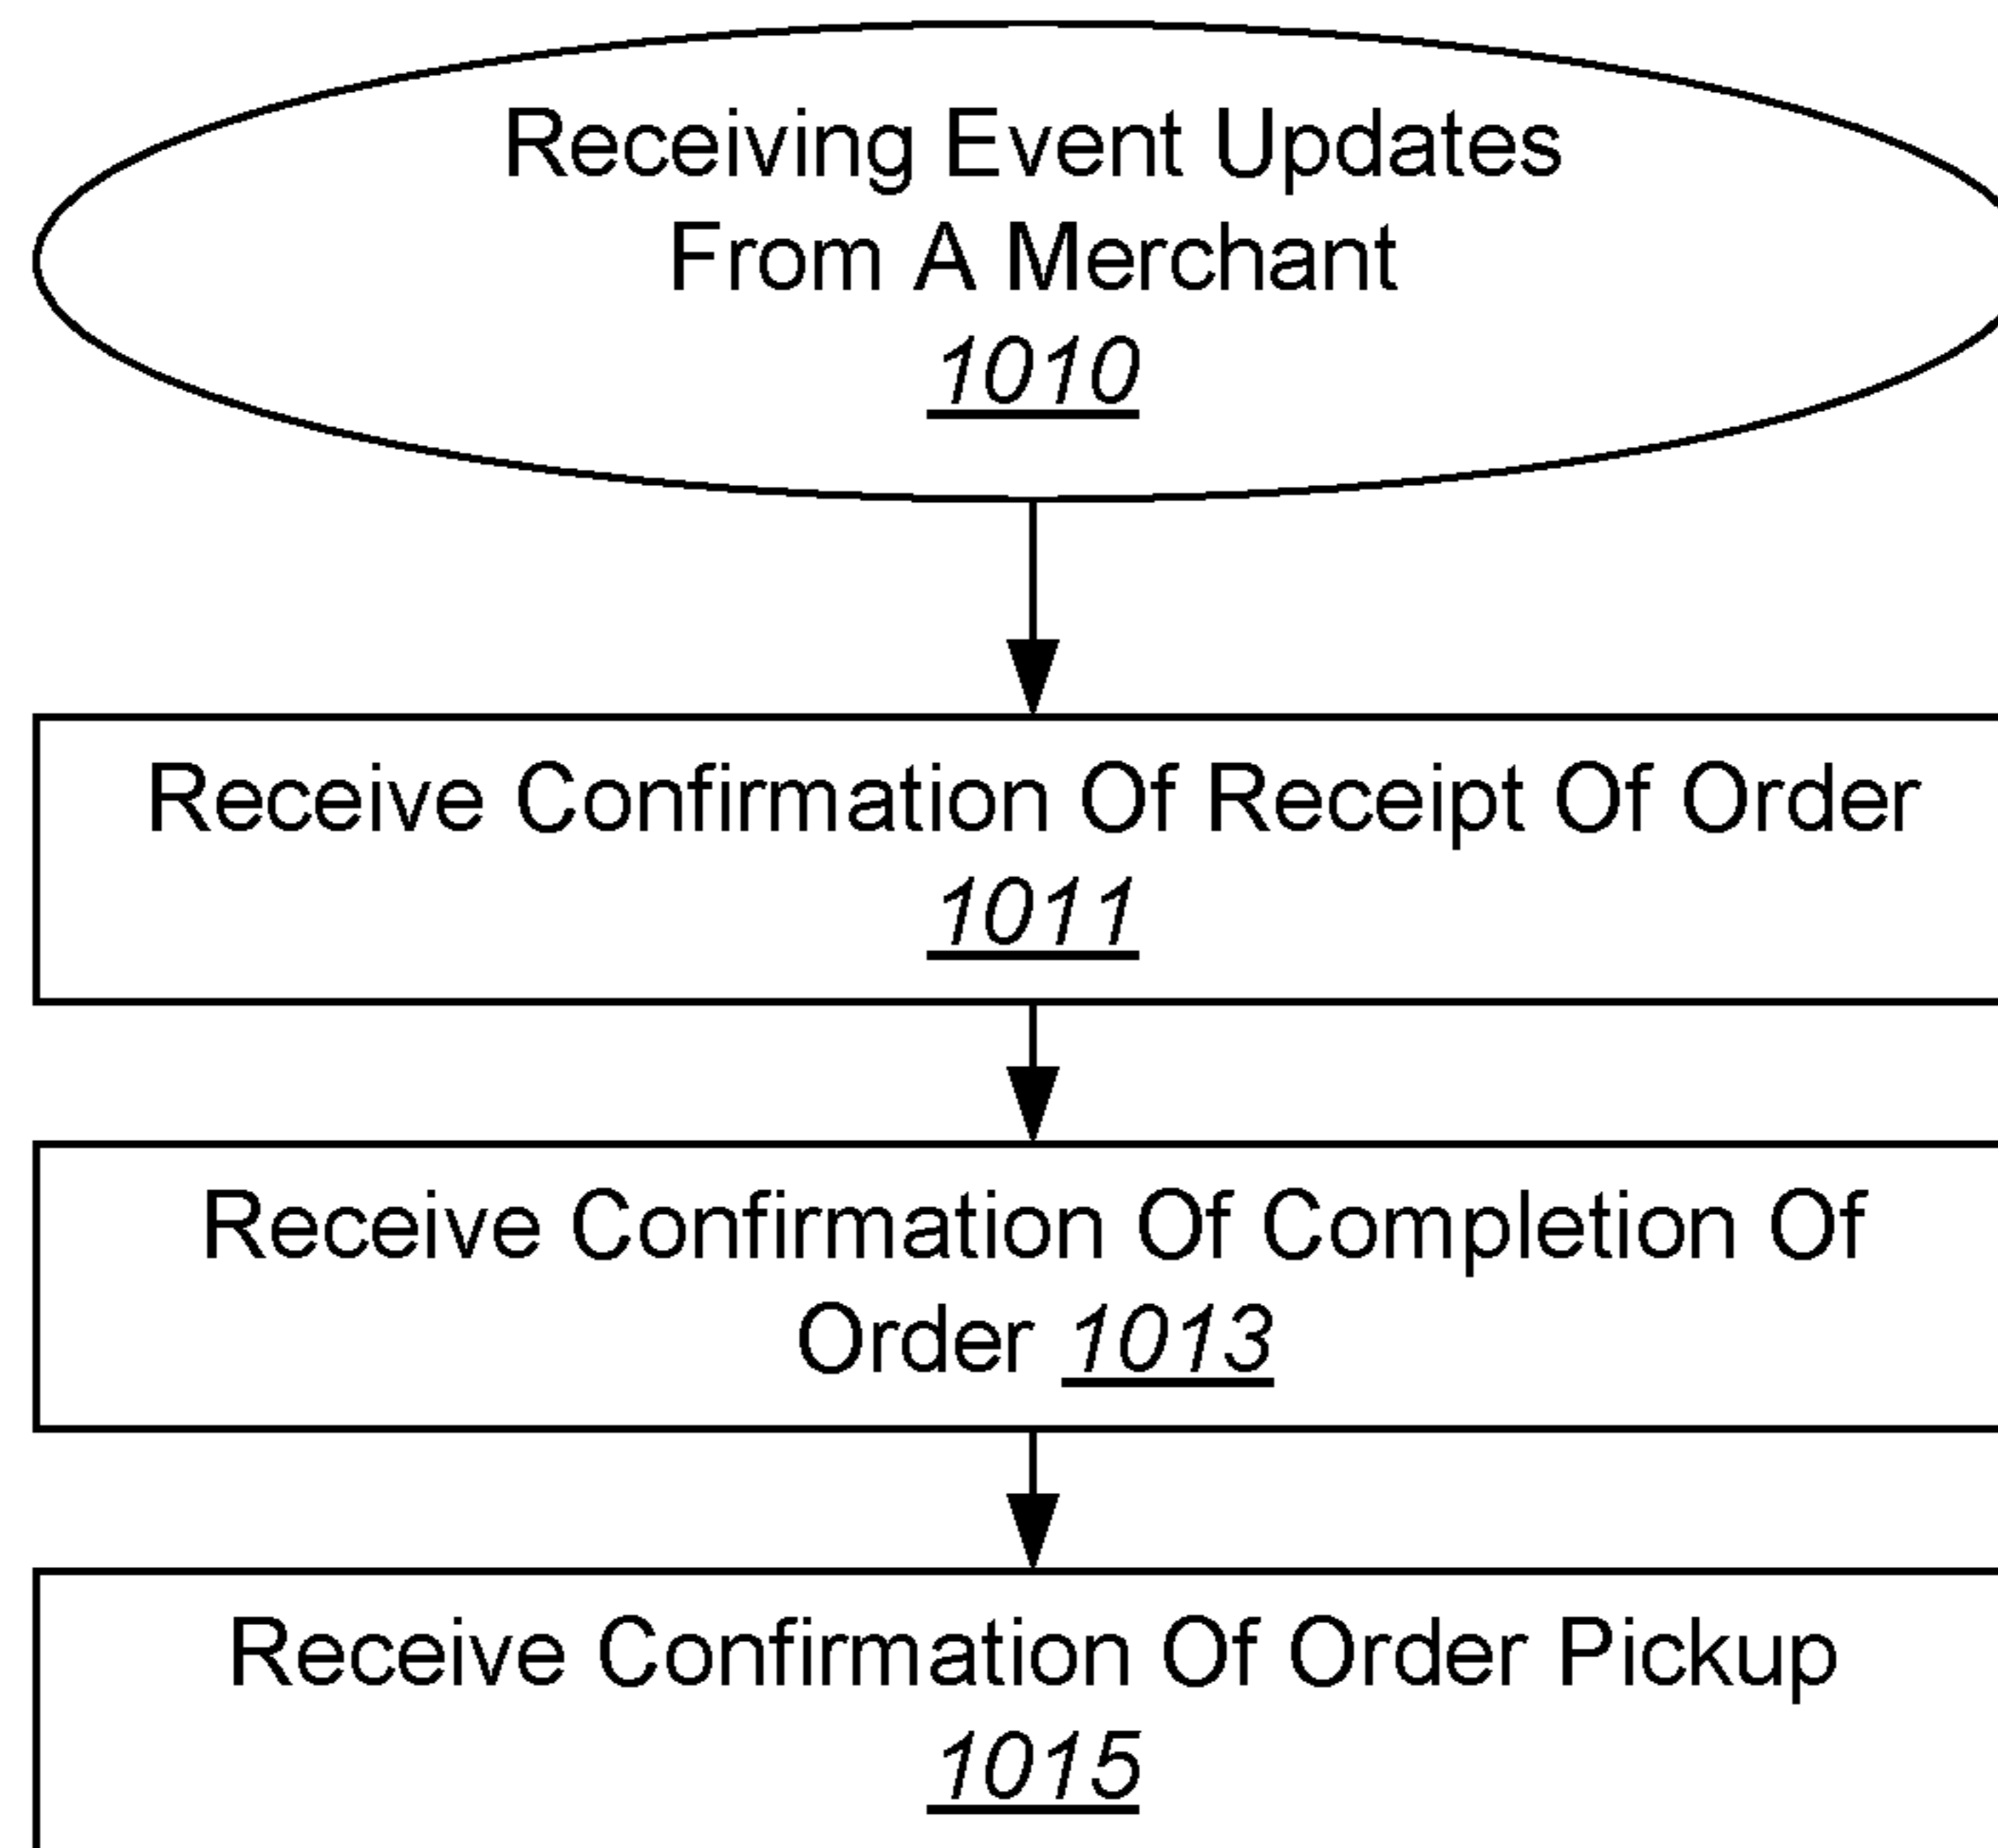 Receiving Event Updates
From A Merchant
1010
Receive Confirmation Of Receipt Of Order
1011
Receive Confirmation Of Completion Of
Order 1013
Receive Confirmation Of Order Pickup
1015